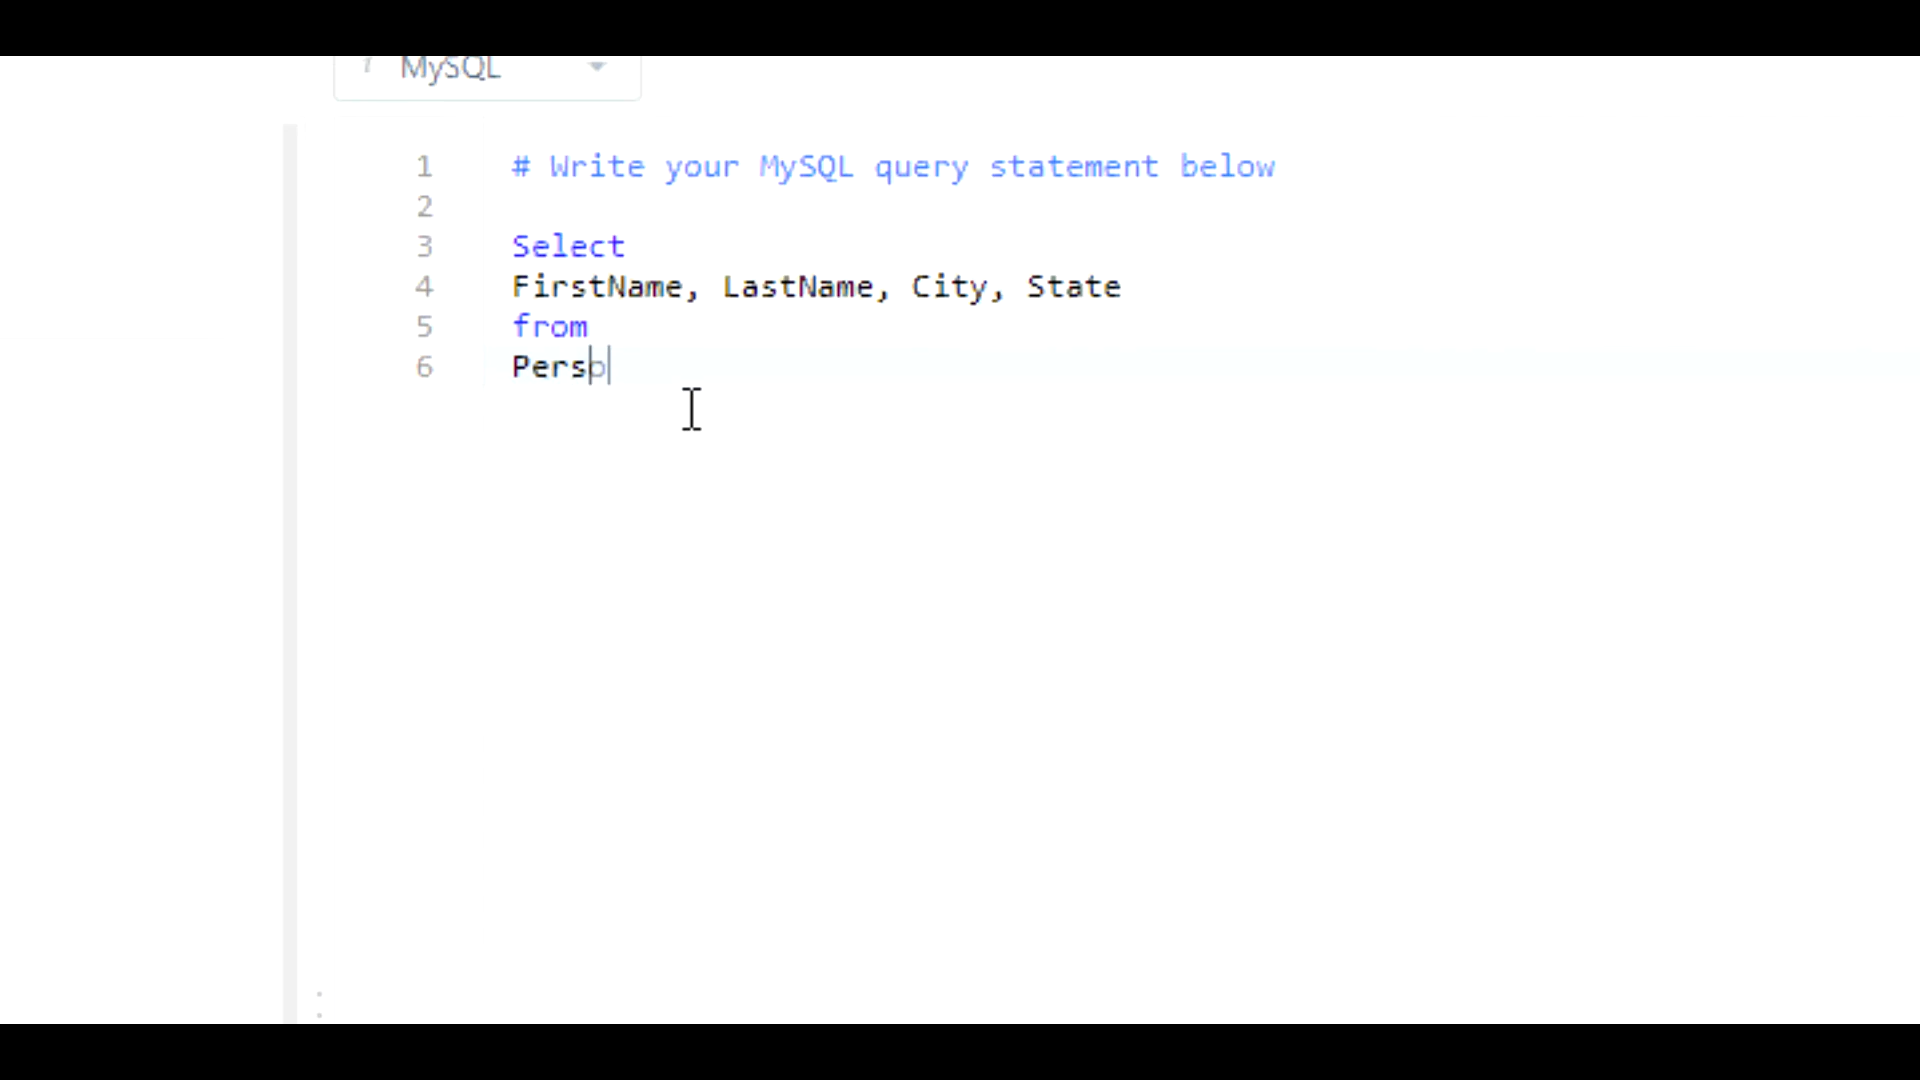 MySQL
1 # Write your MySQL query statement below
2
3 Select
4 FirstName, LastName, City, State
5 from
6 Perso